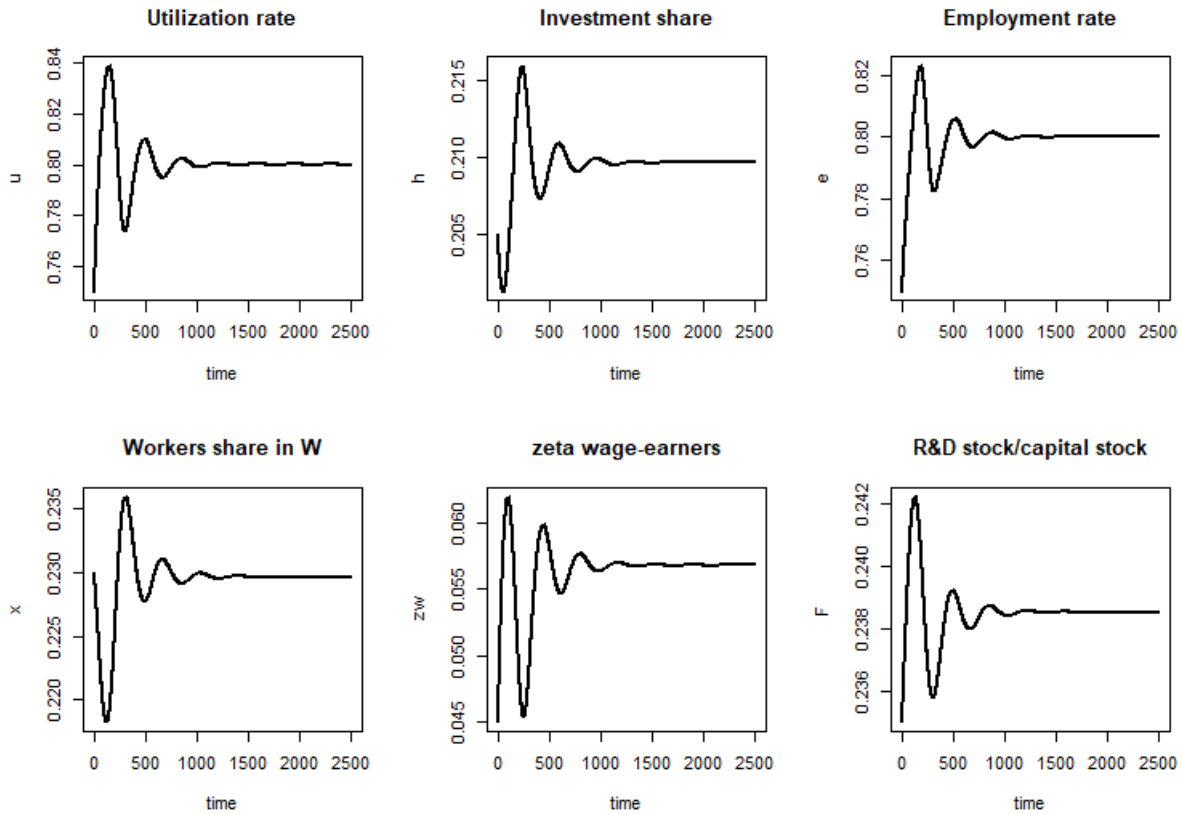 Utilization rate
Investment share
Employment rate
u
0.76 0.78 0.80 0.82 0.84
0 500 1000 1500 2000 2500
time
h
0.205 0.210 0.215
0 500 1000 1500 2000 2500
time
e
0.76 0.78 0.80 0.82
0 500 1000 1500 2000 2500
time
Workers share in W
zeta wage-earners
R&D stock/capital stock
x
0.220 0.225 0.230 0.235
0 500 1000 1500 2000 2500
time
zw
0.045 0.050 0.055 0.060
0 500 1000 1500 2000 2500
time
F
0.236 0.238 0.240 0.242
0 500 1000 1500 2000 2500
time